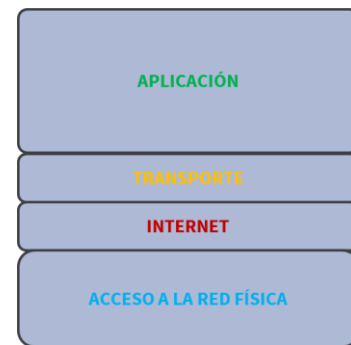 APLICACIÓN
TRANSPORTE
INTERNET
ACCESO A LA RED FÍSICA